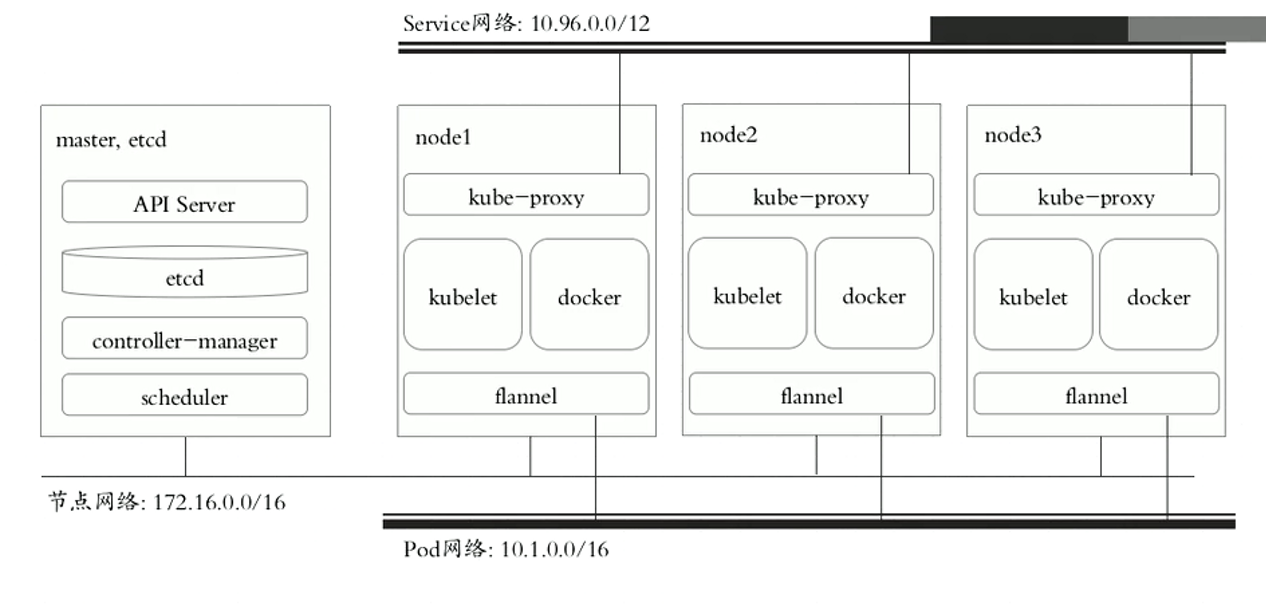 Service网络: 10.96.0.0/12
master, etcd
API Server
etcd
controller-manager
scheduler
node1
kube-proxy
kubelet
docker
flannel
node2
kube-proxy
kubelet
docker
flannel
node3
kube-proxy
kubelet
docker
flannel
节点网络: 172.16.0.0/16
Pod网络: 10.1.0.0/16